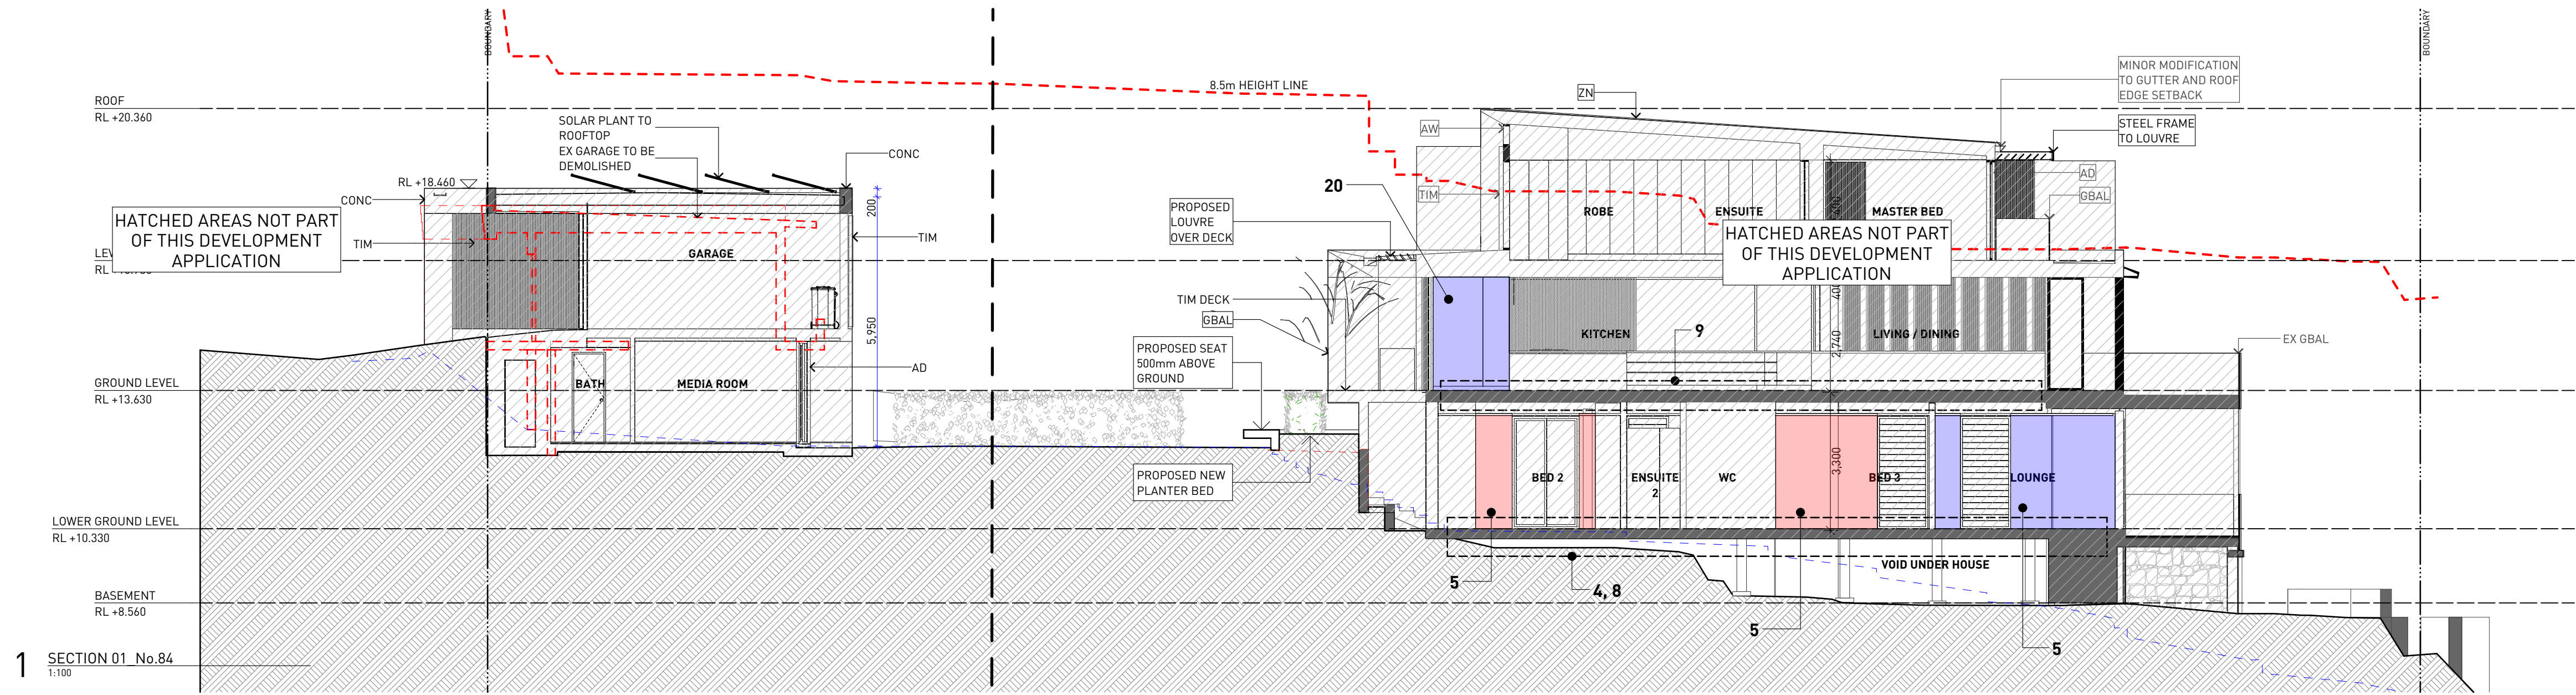 BOUNDARY
BOUNDARY
8.5m HEIGHT LINE
MINOR MODIFICATION
TO GUTTER AND ROOF
EDGE SETBACK
ZN
ROOF
RL +20.360
SOLAR PLANT TO
ROOFTOP
EX GARAGE TO BE
DEMOLISHED
CONC
AW
STEEL FRAME
TO LOUVRE
RL +18.460
CONC
200
20
TIM
AD
GBAL
PROPOSED
LOUVRE
OVER DECK
ROBE
ENSUITE
MASTER BED
HATCHED AREAS NOT PART
OF THIS DEVELOPMENT
APPLICATION
TIM
GARAGE
TIM
HATCHED AREAS NOT PART
OF THIS DEVELOPMENT
APPLICATION
TIM DECK
GBAL
5,950
KITCHEN
9
LIVING / DINING
2,740
EX GBAL
PROPOSED SEAT
500mm ABOVE
GROUND
AD
GROUND LEVEL
RL +13.630
BATH
MEDIA ROOM
PROPOSED NEW
PLANTER BED
BED 2
ENSUITE
2
WC
3,300
BED 3
LOUNGE
LOWER GROUND LEVEL
RL +10.330
5
4, 8
VOID UNDER HOUSE
BASEMENT
RL +8.560
5
5
1
SECTION 01_No.84
1:100